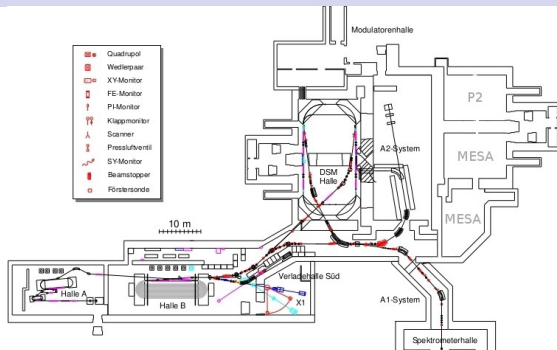 Modulatorenhalle
Quadrupol
Wedlerpaar
XY-Monitor
FE-Monitor
PI-Monitor
Klappmonitor
Scanner
Pressluftventil
SY-Monitor
Beamstopper
Förstersonde
P2
A2-System
MESA
DSM
Halle
MESA
10 m
Verladehalle Süd
Halle A
Halle B
X1
A1-System
Spektrometerhalle